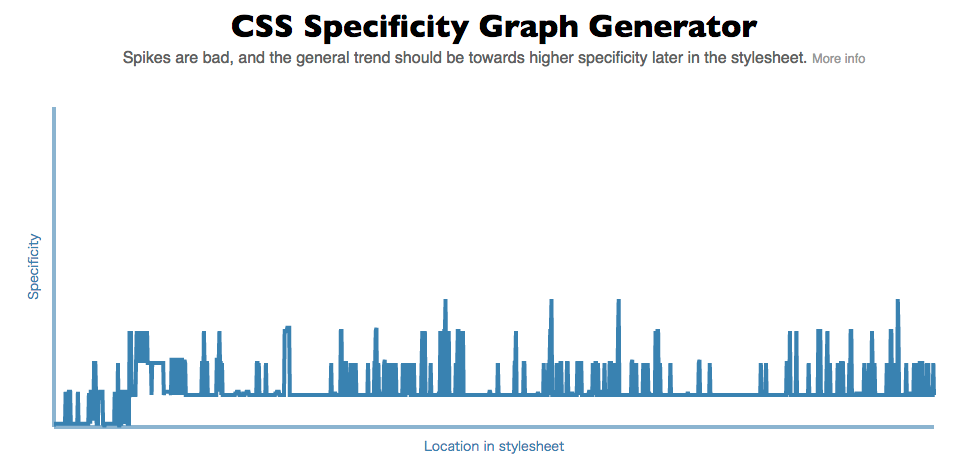 CSS Specificity Graph Generator
Spikes are bad, and the general trend should be towards higher specificity later in the stylesheet. More info
Specificity
Location in stylesheet